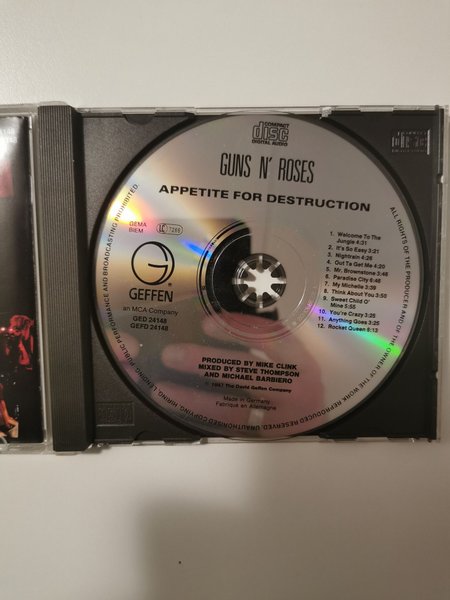 COMPACT
disc
DIGITAL AUDIO
GUNS N' ROSES
APPETITE FOR DESTRUCTION
GEMA
BIEM
LC 7266
G
®
GEFFEN
an MCA Company
GED 24148
GEFD 24148
1. Welcome To The
Jungle 4:31
2. It's So Easy 3:21
3. Nightrain 4:26
4. Out Ta Get Me 4:20
5. Mr. Brownstone 3:46
6. Paradise City 6:46
7. My Michelle 3:39
8. Think About You 3:50
9. Sweet Child O'
Mine 5:55
10. You're Crazy 3:25
11. Anything Goes 3:25
12. Rocket Queen 6:13
PRODUCED BY MIKE CLINK
MIXED BY STEVE THOMPSON
AND MICHAEL BARBIERO
1987 The David Geffen Company
Made in Germany
Fabriqué en Allemagne
ALL RIGHTS OF THE PRODUCER AND OF THE OWNER OF THE WORK REPRODUCED RESERVED. UNAUTHORISED COPYING, HIRING, LENDING, PUBLIC PERFORMANCE AND BROADCASTING PROHIBITED
COMPACT
disc